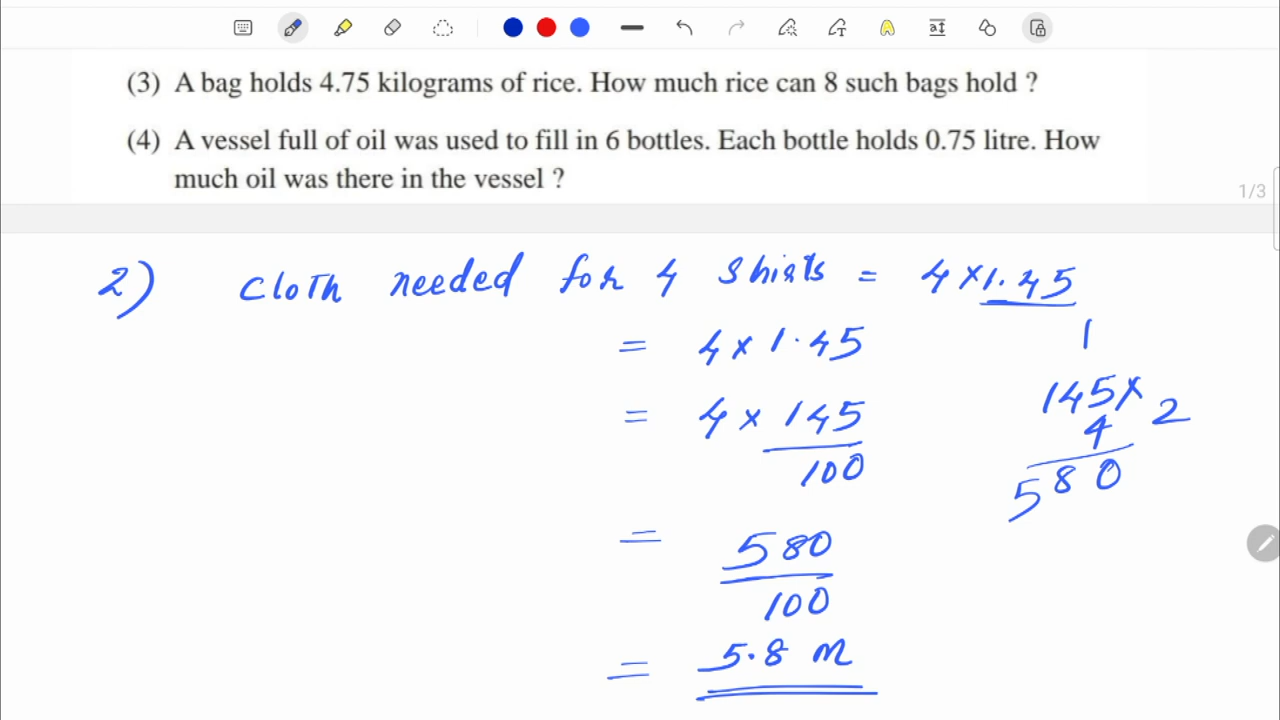 (3) A bag holds 4.75 kilograms of rice. How much rice can 8 such bags hold ?
(4) A vessel full of oil was used to fill in 6 bottles. Each bottle holds 0.75 litre. How
much oil was there in the vessel ?
1/3
2) Cloth needed for 4 shirts = 4 × 1.45
= 4 × 1.45
1
= 4 × 145
100
145 ×
4
2
580
= 580
100
= 5.8 m